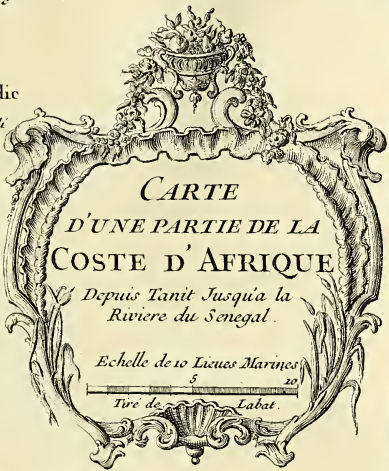 CARTE
D'UNE PARTIE DE LA
COSTE D'AFRIQUE
Depuis Tanit Jusqu'a la
Riviere du Senegal.
Echelle de 10 Lieues Marines
5 10
Tiré de Labat.